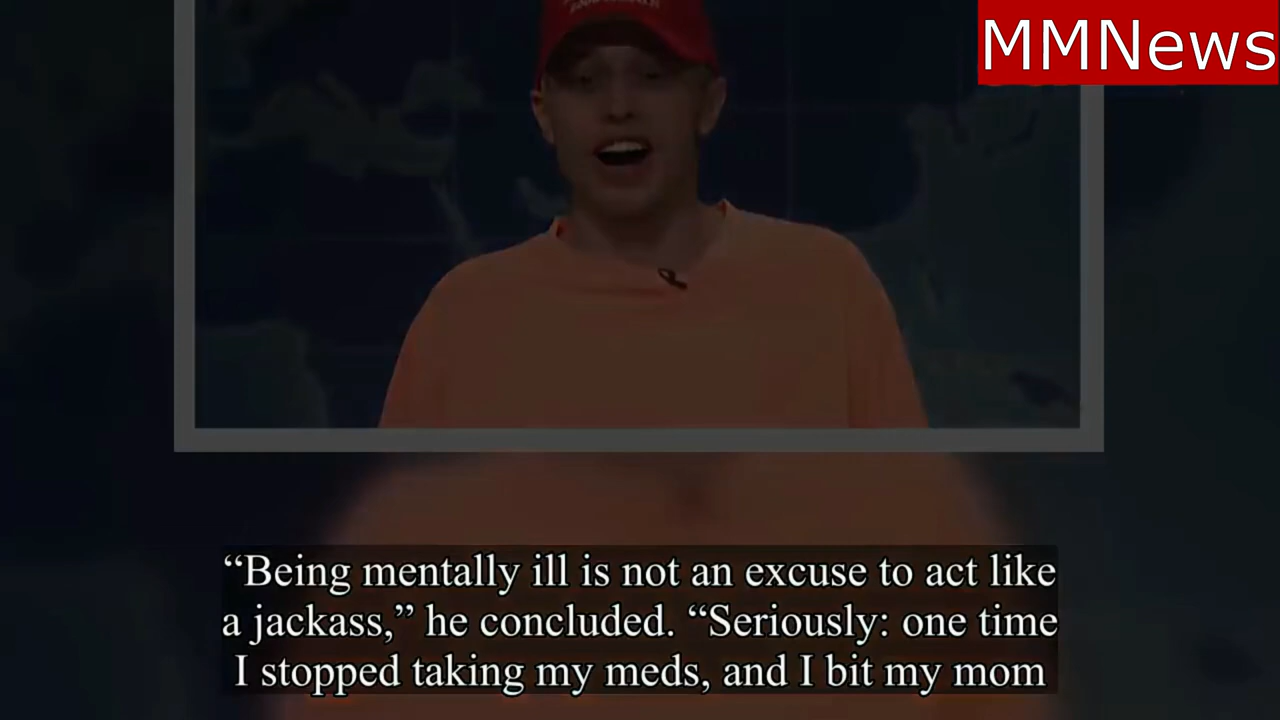 MMNews
“Being mentally ill is not an excuse to act like
a jackass,” he concluded. “Seriously: one time
I stopped taking my meds, and I bit my mom